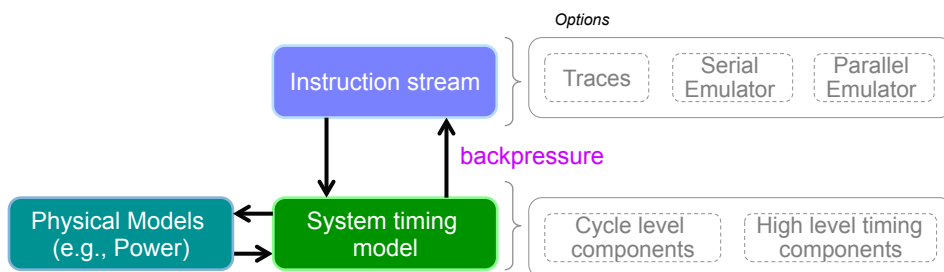 Options
Instruction stream
Traces
Serial
Emulator
Parallel
Emulator
backpressure
Physical Models
(e.g., Power)
System timing
model
Cycle level
components
High level timing
components